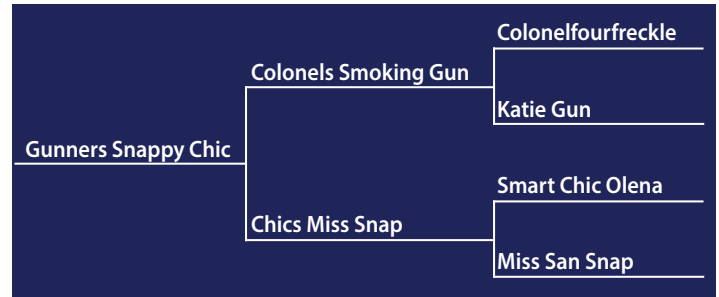 Colonelfourfreckle
Colonels Smoking Gun
Katie Gun
Gunners Snappy Chic
Smart Chic Olena
Chics Miss Snap
Miss San Snap